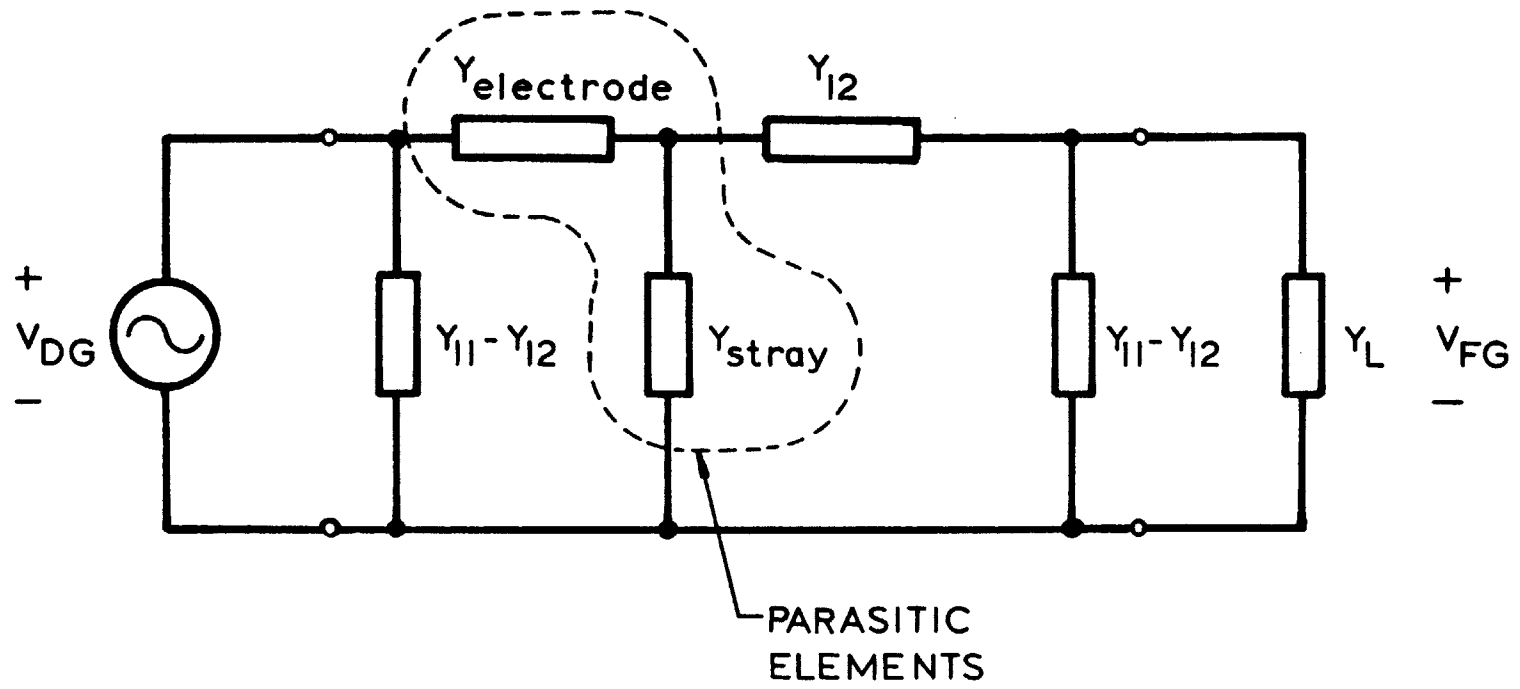 Yelectrode
Y12
+
VDG
−
Y11-Y12
Ystray
Y11-Y12
YL
+
VFG
−
PARASITIC
ELEMENTS